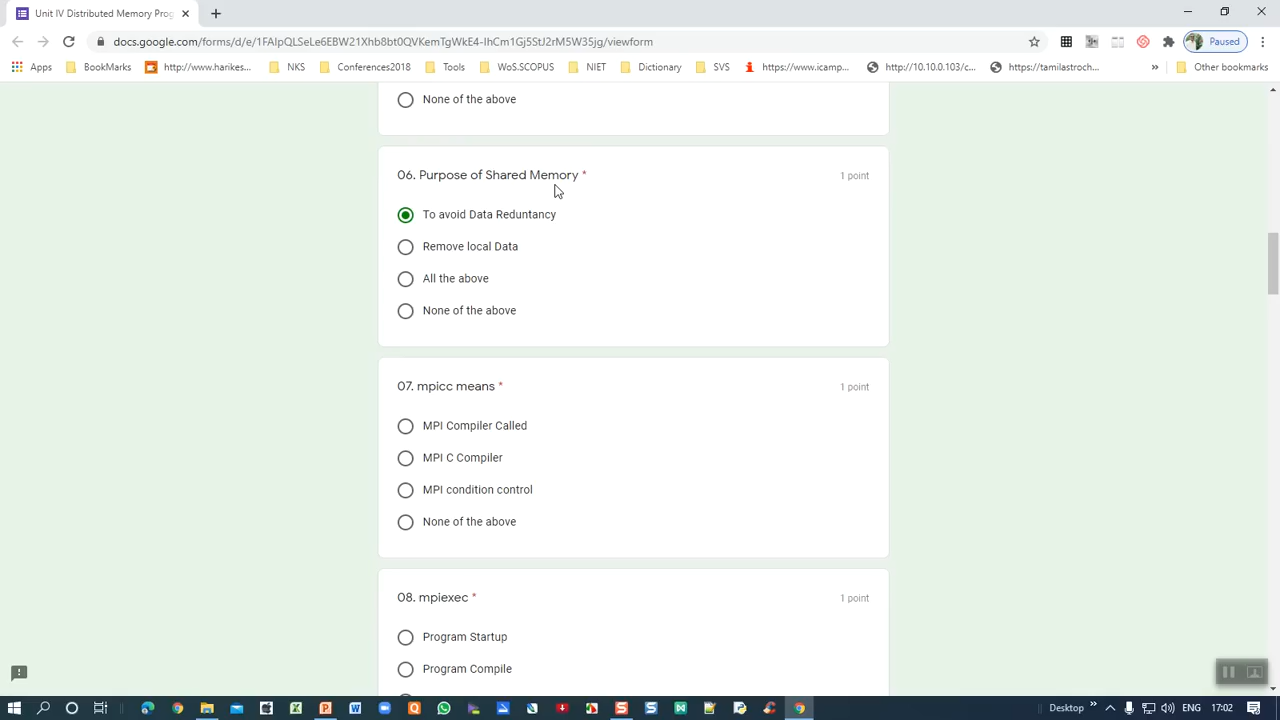 Unit IV Distributed Memory Prog
docs.google.com/forms/d/e/1FAIpQLSeLe6EBW21Xhb8bt0QVKemTgWkE4-IhCm1Gj5StJ2rM5W35jg/viewform
Paused
Apps
BookMarks
http://www.harikes...
NKS
Conferences2018
Tools
WoS.SCOPUS
NIET
Dictionary
SVS
https://www.icamp...
http://10.10.0.103/c...
https://tamilastroch...
Other bookmarks
None of the above
06. Purpose of Shared Memory *
1 point
To avoid Data Reduntancy
Remove local Data
All the above
None of the above
07. mpicc means *
1 point
MPI Compiler Called
MPI C Compiler
MPI condition control
None of the above
08. mpiexec *
1 point
Program Startup
Program Compile
Desktop
ENG
17:02